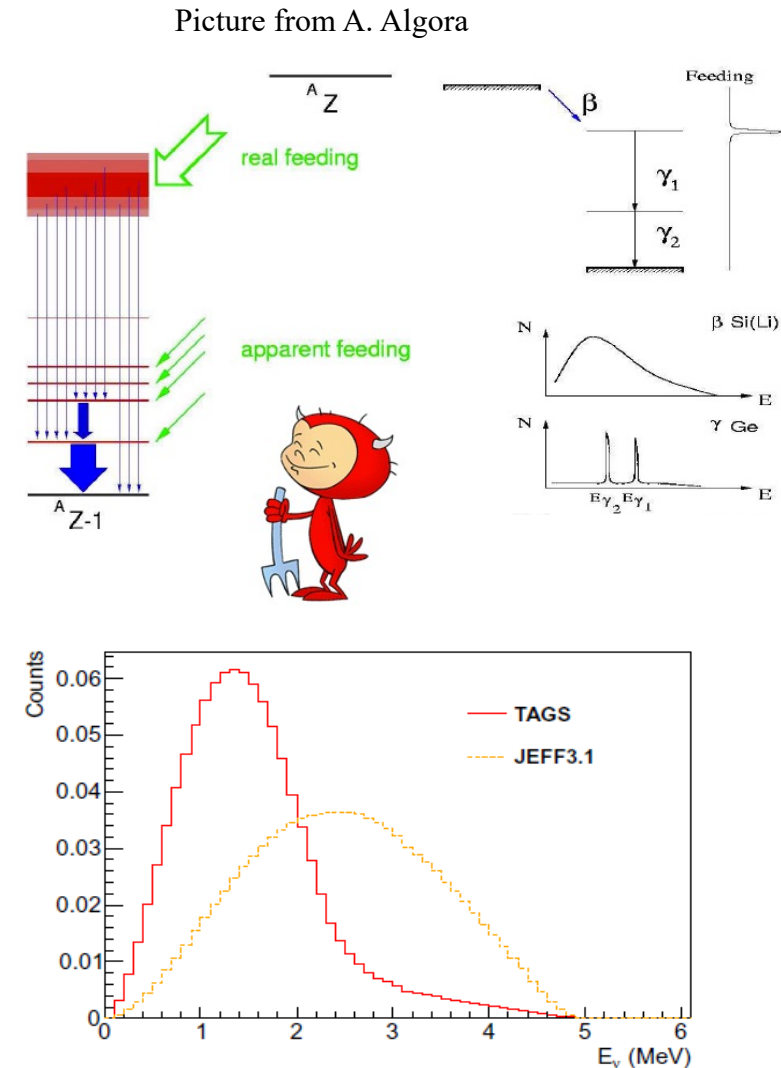 Picture from A. Algora
A Z
real feeding
apparent feeding
A Z-1
β
Feeding
γ1
γ2
N
β Si(Li)
E
N
γ Ge
Eγ2 Eγ1
E
Counts
0.06
0.05
0.04
0.03
0.02
0.01
0
TAGS
JEFF3.1
0 1 2 3 4 5 6
Eν (MeV)